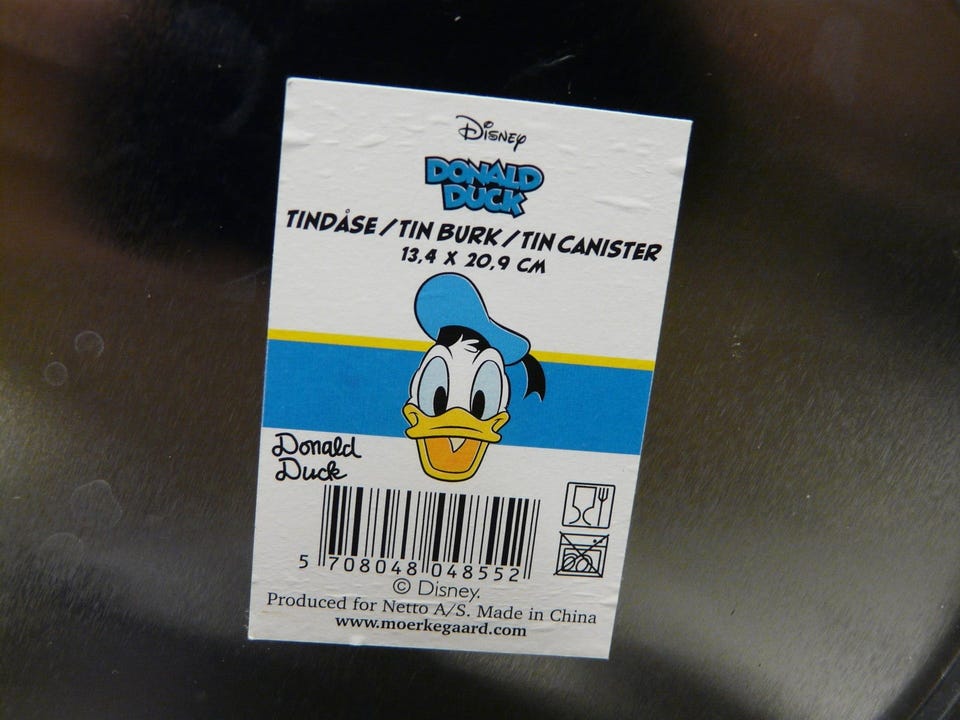 Disney
DONALD
DUCK
TINDÅSE / TIN BURK / TIN CANISTER
13,4 X 20,9 CM
Donald
Duck
5 708048 048552
© Disney.
Produced for Netto A/S. Made in China
www.moerkegaard.com